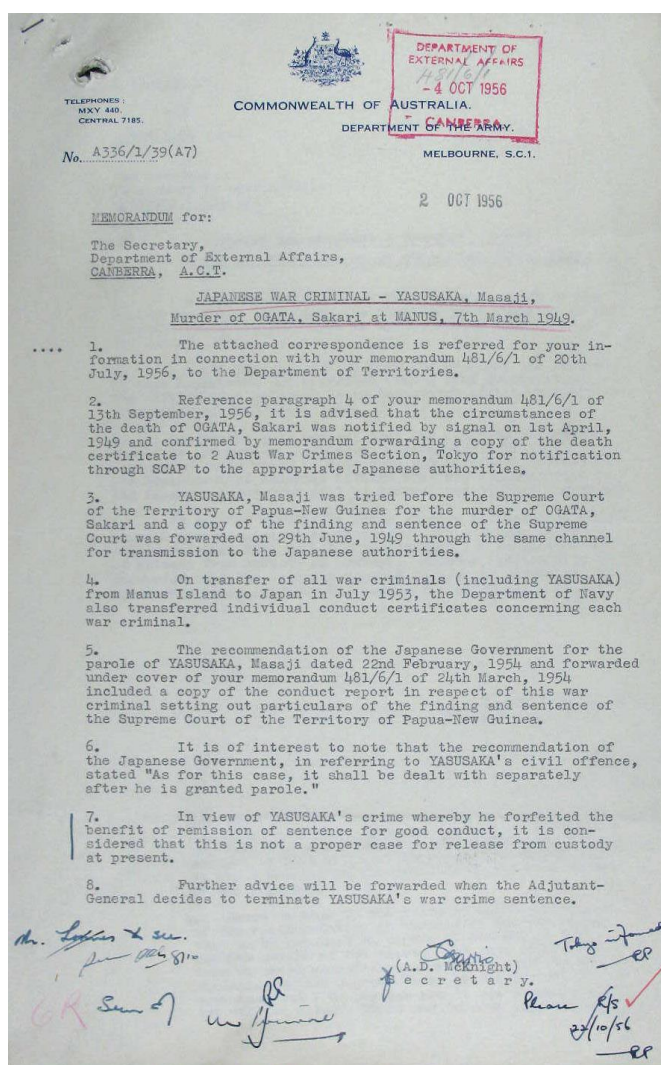 DEPARTMENT OF
EXTERNAL AFFAIRS
481/6/1
- 4 OCT 1956
CANBERRA
TELEPHONES :
MXY 440.
CENTRAL 7185.
COMMONWEALTH OF AUSTRALIA.
DEPARTMENT OF THE ARMY.
No. A336/1/39(A7)
MELBOURNE, S.C.1.
2 OCT 1956
MEMORANDUM for:
The Secretary,
Department of External Affairs,
CANBERRA, A.C.T.
JAPANESE WAR CRIMINAL - YASUSAKA, Masaji,
Murder of OGATA, Sakari at MANUS, 7th March 1949.
.... 1. The attached correspondence is referred for your in-
formation in connection with your memorandum 481/6/1 of 20th
July, 1956, to the Department of Territories.
2. Reference paragraph 4 of your memorandum 481/6/1 of
13th September, 1956, it is advised that the circumstances of
the death of OGATA, Sakari was notified by signal on 1st April,
1949 and confirmed by memorandum forwarding a copy of the death
certificate to 2 Aust War Crimes Section, Tokyo for notification
through SCAP to the appropriate Japanese authorities.
3. YASUSAKA, Masaji was tried before the Supreme Court
of the Territory of Papua-New Guinea for the murder of OGATA,
Sakari and a copy of the finding and sentence of the Supreme
Court was forwarded on 29th June, 1949 through the same channel
for transmission to the Japanese authorities.
4. On transfer of all war criminals (including YASUSAKA)
from Manus Island to Japan in July 1953, the Department of Navy
also transferred individual conduct certificates concerning each
war criminal.
5. The recommendation of the Japanese Government for the
parole of YASUSAKA, Masaji dated 22nd February, 1954 and forwarded
under cover of your memorandum 481/6/1 of 24th March, 1954
included a copy of the conduct report in respect of this war
criminal setting out particulars of the finding and sentence of
the Supreme Court of the Territory of Papua-New Guinea.
6. It is of interest to note that the recommendation of
the Japanese Government, in referring to YASUSAKA's civil offence,
stated "As for this case, it shall be dealt with separately
after he is granted parole."
7. In view of YASUSAKA's crime whereby he forfeited the
benefit of remission of sentence for good conduct, it is con-
sidered that this is not a proper case for release from custody
at present.
8. Further advice will be forwarded when the Adjutant-
General decides to terminate YASUSAKA's war crime sentence.
Mr. to see.
8/10
Tokyo informed
RP
(A.D. McKnight)
Secretary.
GR Seen
RP
Please R/S
22/10/56
RP